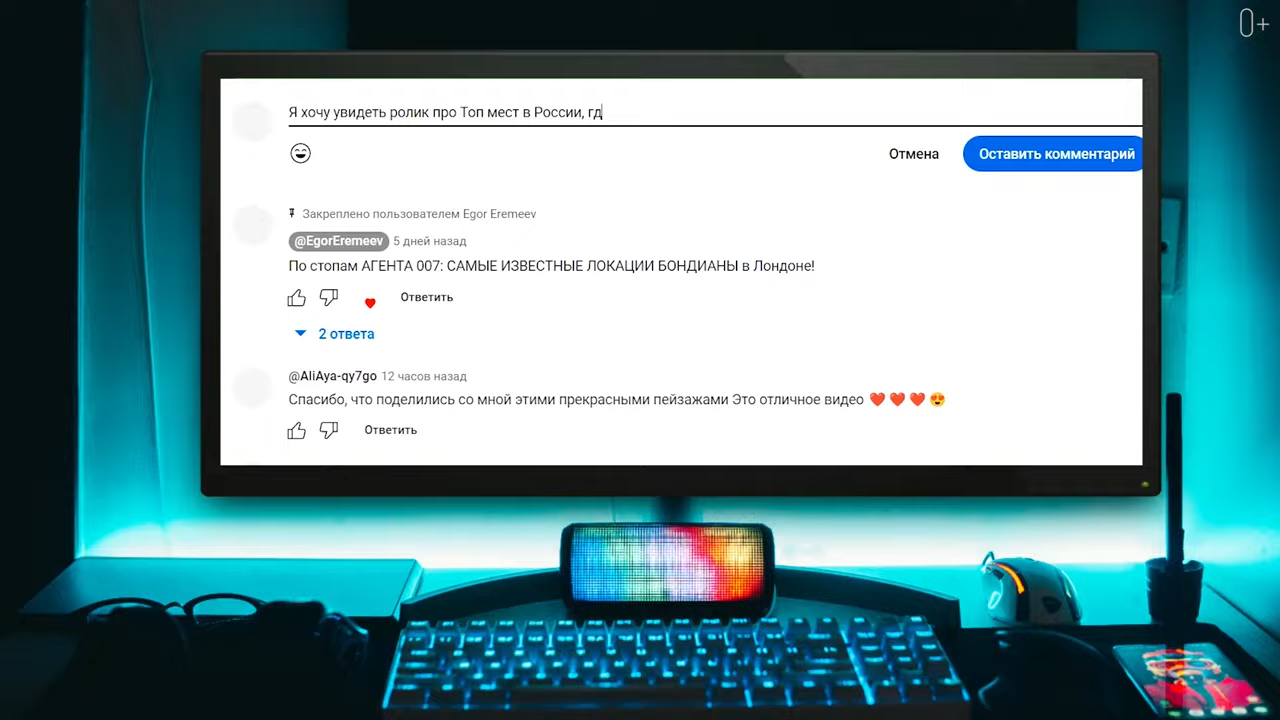 0+
Я хочу увидеть ролик про Топ мест в России, гд
Отмена
Оставить комментарий
Закреплено пользователем Egor Eremeev
@EgorEremeev 5 дней назад
По стопам АГЕНТА 007: САМЫЕ ИЗВЕСТНЫЕ ЛОКАЦИИ БОНДИАНЫ в Лондоне!
Ответить
2 ответа
@AliAya-qy7go 12 часов назад
Спасибо, что поделились со мной этими прекрасными пейзажами Это отличное видео ❤️ ❤️ ❤️ 😍
Ответить